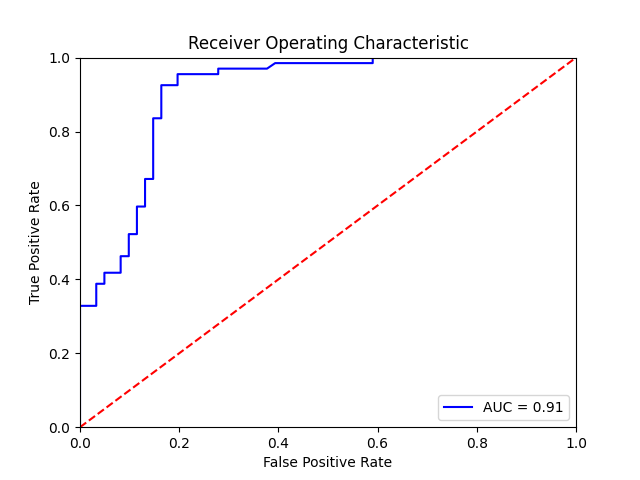 Receiver Operating Characteristic
1.0
0.8
0.6
0.4
0.2
0.0
True Positive Rate
AUC = 0.91
0.0 0.2 0.4 0.6 0.8 1.0
False Positive Rate